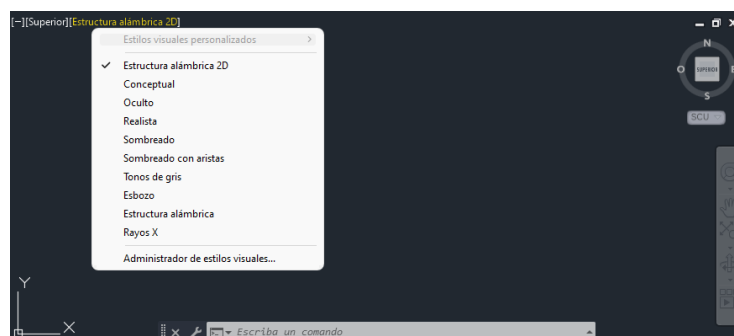 [−][Superior][Estructura alámbrica 2D]
Estilos visuales personalizados
N
Estructura alámbrica 2D
O SUPERIOR E
Conceptual
S
Oculto
SCU
Realista
Sombreado
Sombreado con aristas
Tonos de gris
Esbozo
Estructura alámbrica
Rayos X
Administrador de estilos visuales...
Y
X
Escriba un comando